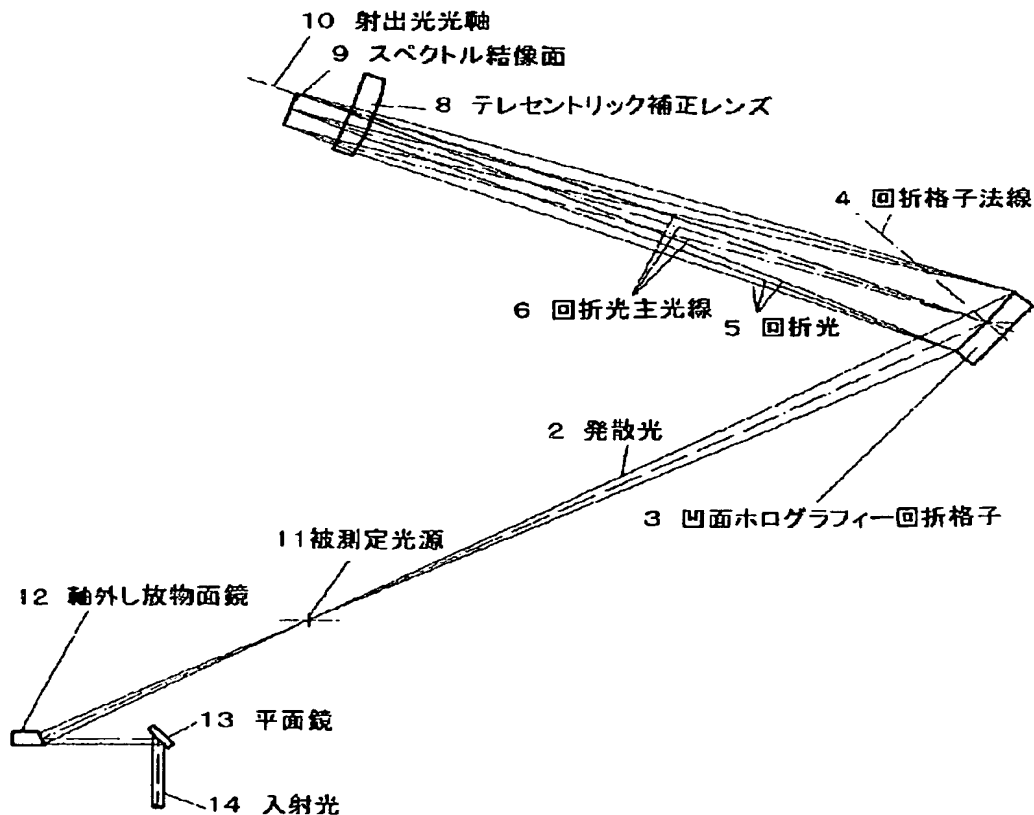 10 射出光光軸
9 スペクトル結像面
8 テレセントリック補正レンズ
4 回折格子法線
6 回折光主光線
5 回折光
2 発散光
3 凹面ホログラフィー回折格子
11被測定光源
12 軸外し放物面鏡
13 平面鏡
14 入射光